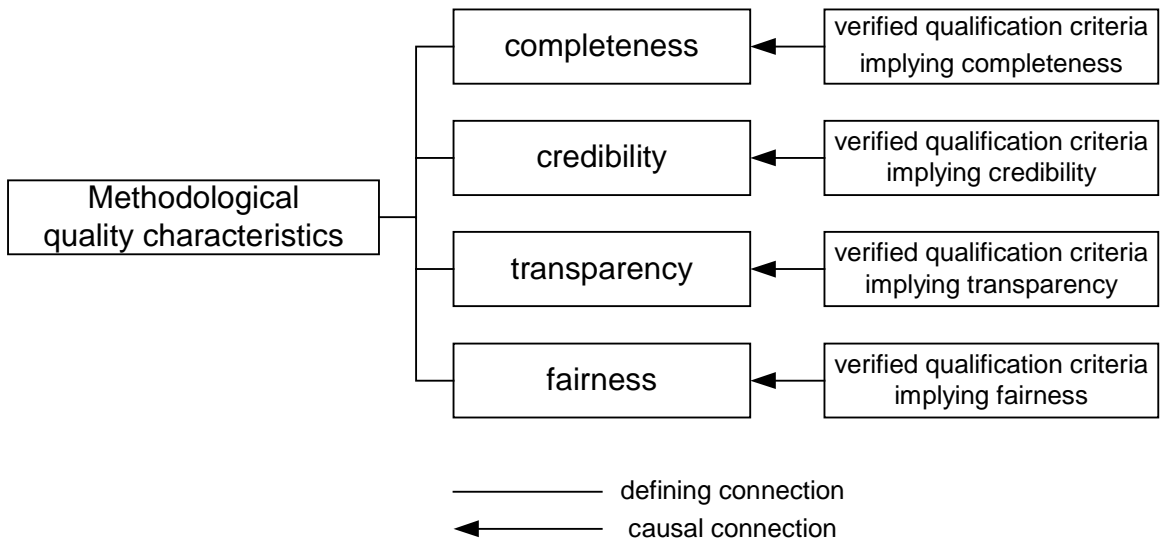 completeness
verified qualification criteria
implying completeness
credibility
verified qualification criteria
implying credibility
Methodological
quality characteristics
transparency
verified qualification criteria
implying transparency
fairness
verified qualification criteria
implying fairness
defining connection
causal connection